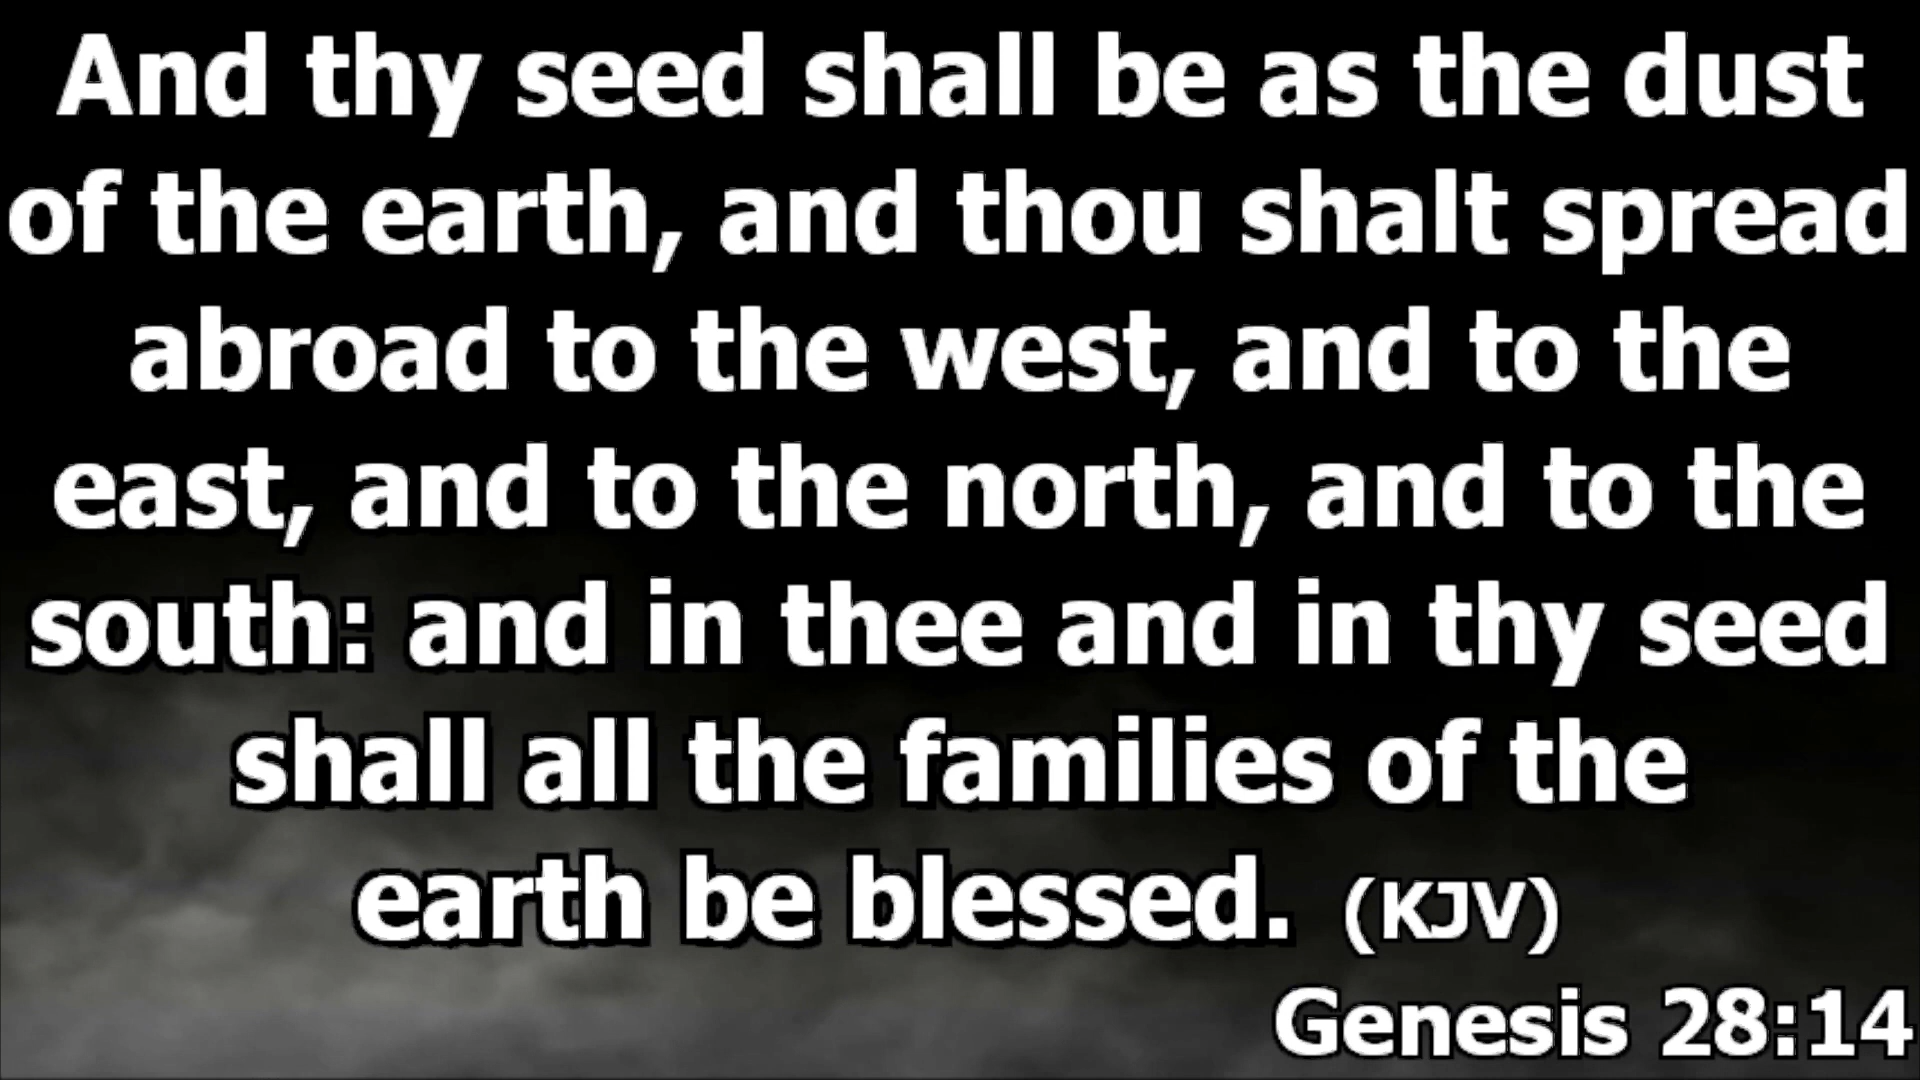 And thy seed shall be as the dust
of the earth, and thou shalt spread
abroad to the west, and to the
east, and to the north, and to the
south: and in thee and in thy seed
shall all the families of the
earth be blessed. (KJV)
Genesis 28:14